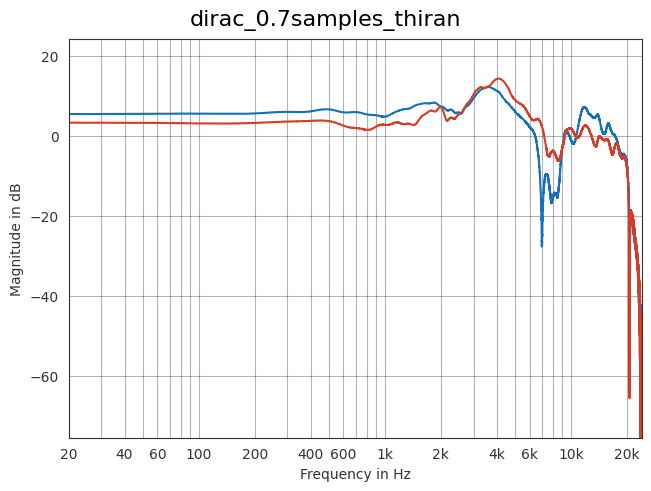 dirac_0.7samples_thiran
20
0
−20
−40
−60
Magnitude in dB
20 40 60 100 200 400 600 1k 2k 4k 6k 10k 20k
Frequency in Hz